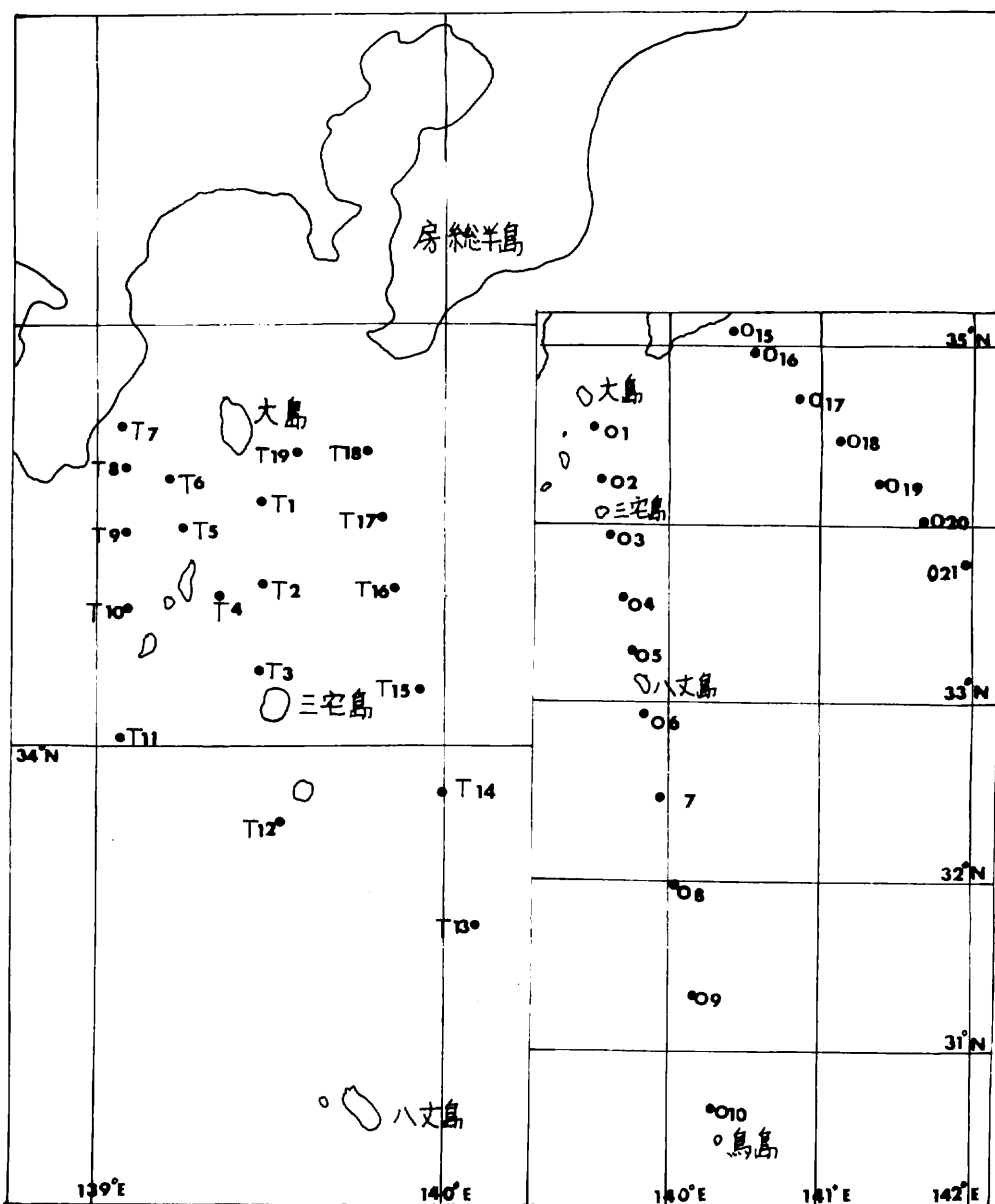 房総半島
大島
T7
T19
T18
T8
T6
T1
T17
T9
T5
T2
T16
T10
T4
T3
T15
三宅島
T11
34°N
T14
T12
T13
八丈島
139°E
140°E
O15
35°N
O16
大島
O17
O1
O18
O2
O19
三宅島
O20
O3
O21
O4
O5
八丈島
33°N
O6
7
32°N
O8
O9
31°N
O10
鳥島
140°E
141°E
142°E